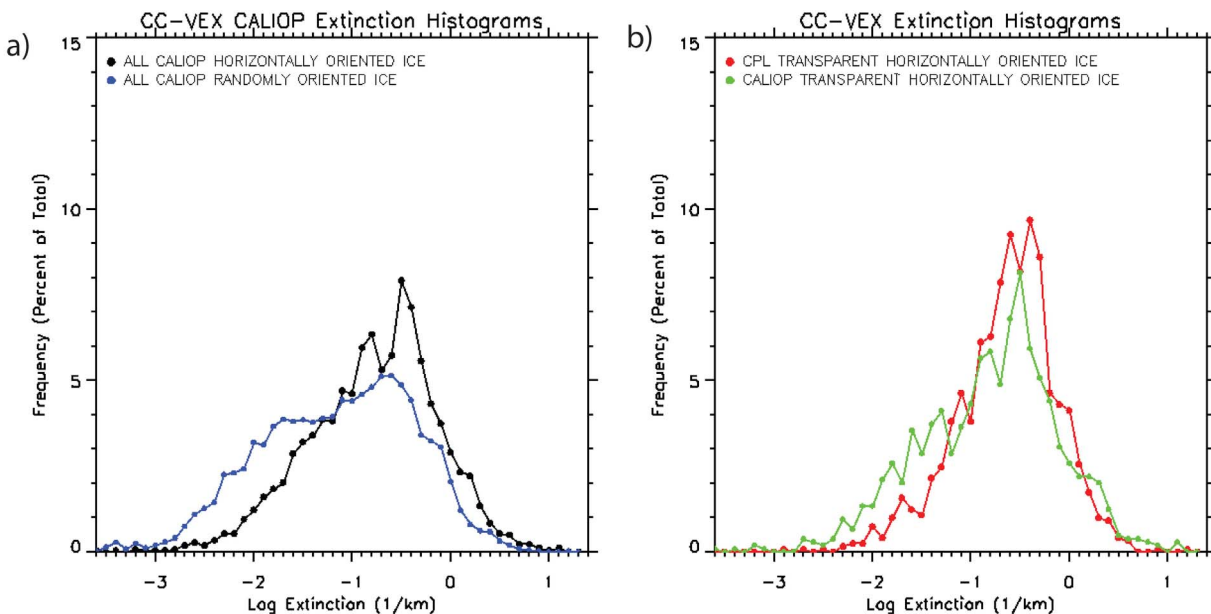 a)
CC-VEX CALIOP Extinction Histograms
ALL CALIOP HORIZONTALLY ORIENTED ICE
ALL CALIOP RANDOMLY ORIENTED ICE
15
10
5
0
Frequency (Percent of Total)
-3 -2 -1 0 1
Log Extinction (1/km)
b)
CC-VEX Extinction Histograms
CPL TRANSPARENT HORIZONTALLY ORIENTED ICE
CALIOP TRANSPARENT HORIZONTALLY ORIENTED ICE
15
10
5
0
Frequency (Percent of Total)
-3 -2 -1 0 1
Log Extinction (1/km)